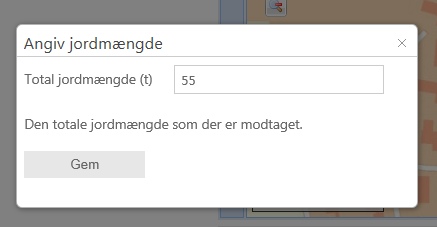 Angiv jordmængde
Total jordmængde (t) 55
Den totale jordmængde som der er modtaget.
Gem